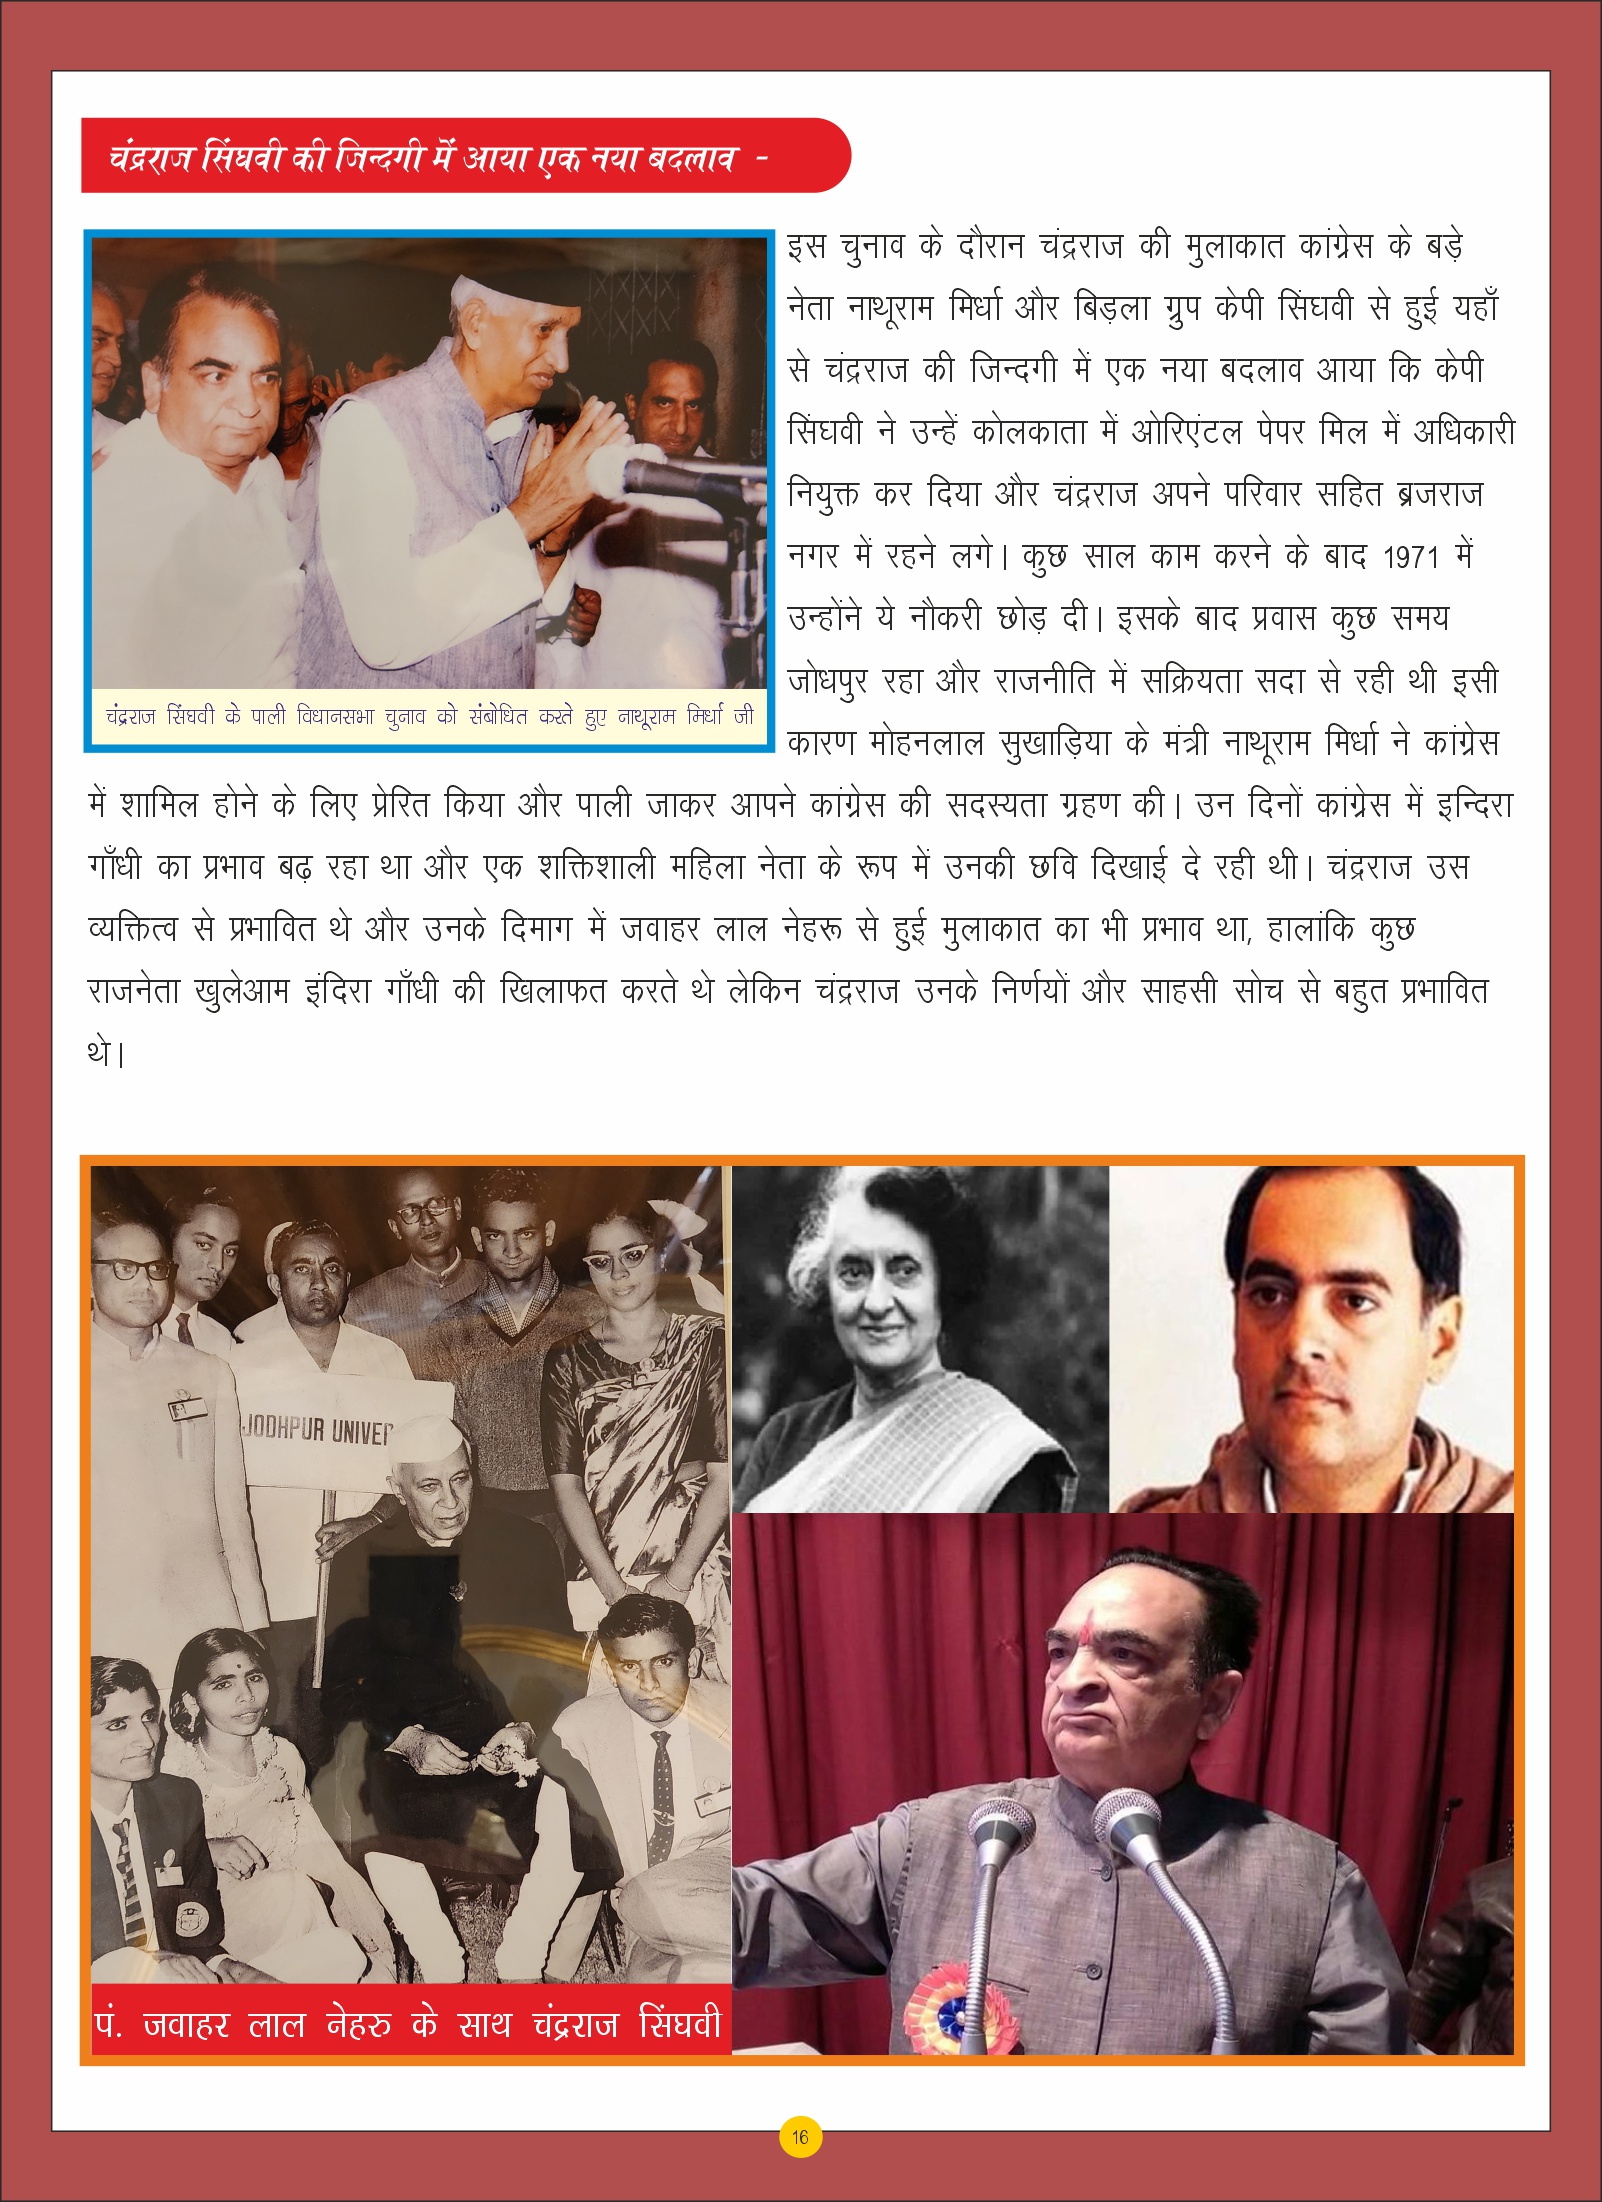 चंद्रराज सिंघवी की जिन्दगी में आया एक नया बदलाव -
इस चुनाव के दौरान चंद्रराज की मुलाकात कांग्रेस के बड़े
नेता नाथूराम मिर्धा और बिड़ला ग्रुप केपी सिंघवी से हुई यहाँ
से चंद्रराज की जिन्दगी में एक नया बदलाव आया कि केपी
सिंघवी ने उन्हें कोलकाता में ओरिएंटल पेपर मिल में अधिकारी
नियुक्त कर दिया और चंद्रराज अपने परिवार सहित ब्रजराज
नगर में रहने लगे। कुछ साल काम करने के बाद 1971 में
उन्होंने ये नौकरी छोड़ दी। इसके बाद प्रवास कुछ समय
जोधपुर रहा और राजनीति में सक्रियता सदा से रही थी इसी
कारण मोहनलाल सुखाड़िया के मंत्री नाथूराम मिर्धा ने कांग्रेस
चंद्रराज सिंघवी के पाली विधानसभा चुनाव को संबोधित करते हुए नाथूराम मिर्धा जी
में शामिल होने के लिए प्रेरित किया और पाली जाकर आपने कांग्रेस की सदस्यता ग्रहण की। उन दिनों कांग्रेस में इन्दिरा
गाँधी का प्रभाव बढ़ रहा था और एक शक्तिशाली महिला नेता के रूप में उनकी छवि दिखाई दे रही थी। चंद्रराज उस
व्यक्तित्व से प्रभावित थे और उनके दिमाग में जवाहर लाल नेहरू से हुई मुलाकात का भी प्रभाव था, हालांकि कुछ
राजनेता खुलेआम इंदिरा गाँधी की खिलाफत करते थे लेकिन चंद्रराज उनके निर्णयों और साहसी सोच से बहुत प्रभावित
थे।
JODHPUR UNIVER
पं. जवाहर लाल नेहरु के साथ चंद्रराज सिंघवी
16